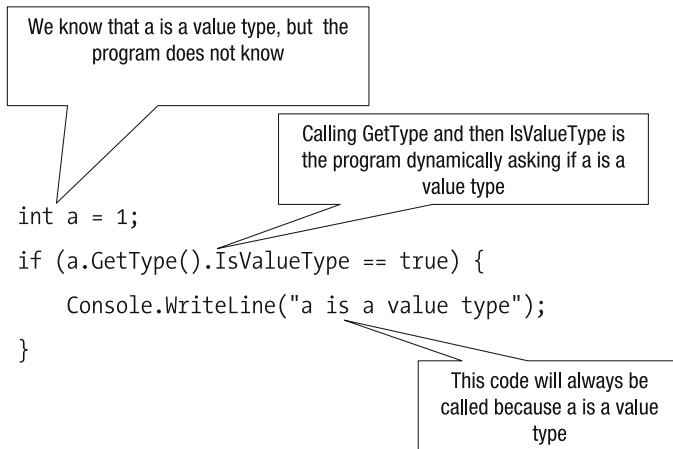 We know that a is a value type, but the
program does not know
Calling GetType and then IsValueType is
the program dynamically asking if a is a
value type
int a = 1;
if (a.GetType().IsValueType == true) {
Console.WriteLine("a is a value type");
}
This code will always be
called because a is a value
type